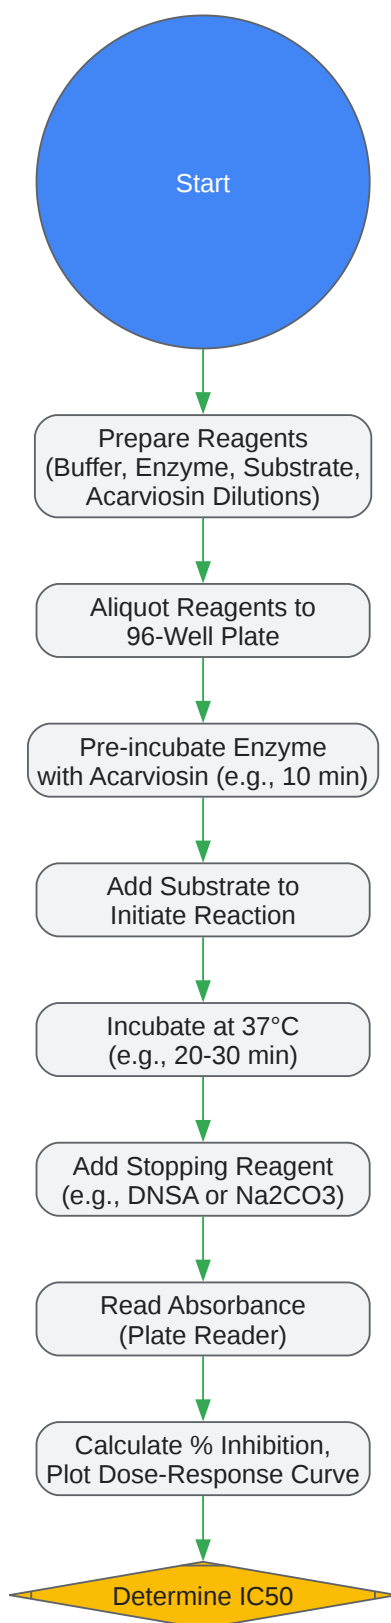 Start
Prepare Reagents
(Buffer, Enzyme, Substrate,
Acarviosin Dilutions)
Aliquot Reagents to
96-Well Plate
Pre-incubate Enzyme
with Acarviosin (e.g., 10 min)
Add Substrate to
Initiate Reaction
Incubate at 37°C
(e.g., 20-30 min)
Add Stopping Reagent
(e.g., DNSA or Na2CO3)
Read Absorbance
(Plate Reader)
Calculate % Inhibition,
Plot Dose-Response Curve
Determine IC50